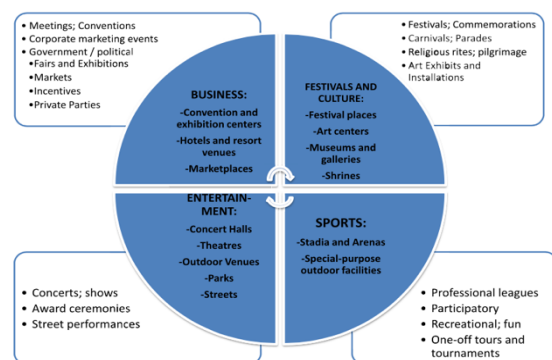 • Meetings; Conventions
• Corporate marketing events
• Government / political
•Fairs and Exhibitions
•Markets
•Incentives
•Private Parties
• Festivals; Commemorations
• Carnivals; Parades
• Religious rites; pilgrimage
• Art Exhibits and
Installations
BUSINESS:
-Convention and
exhibition centers
-Hotels and resort
venues
-Marketplaces
FESTIVALS AND
CULTURE:
-Festival places
-Art centers
-Museums and
galleries
-Shrines
ENTERTAIN-
MENT:
-Concert Halls
-Theatres
-Outdoor Venues
-Parks
-Streets
SPORTS:
-Stadia and Arenas
-Special-purpose
outdoor facilities
• Concerts; shows
• Award ceremonies
• Street performances
• Professional leagues
• Participatory
• Recreational; fun
• One-off tours and
tournaments